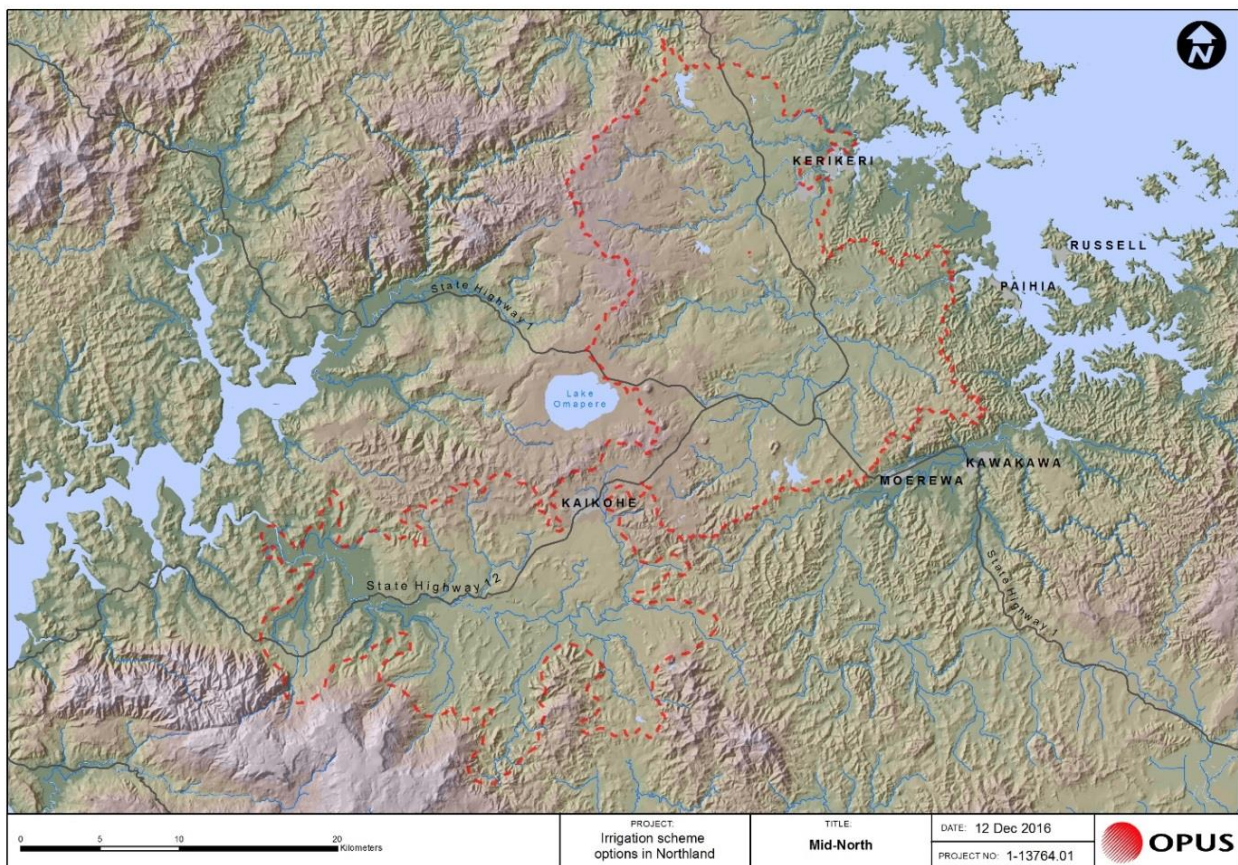 N
KERIKERI
RUSSELL
PAIHIA
State Highway 1
Lake
Omapere
KAWAKAWA
MOEREWA
KAIKOHE
State Highway 12
State Highway 1
0 5 10 20
Kilometers
PROJECT:
Irrigation scheme
options in Northland
TITLE:
Mid-North
DATE: 12 Dec 2016
PROJECT NO: 1-13764.01
OPUS